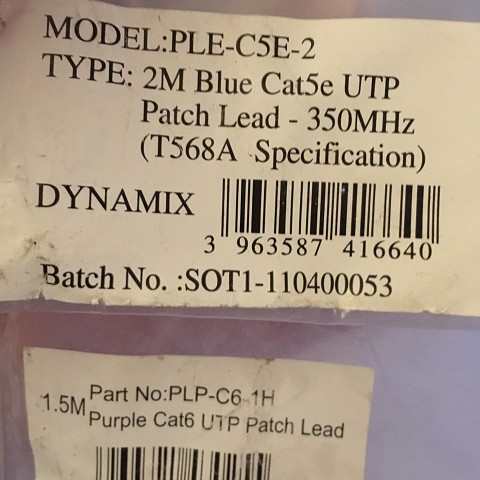 MODEL:PLE-C5E-2
TYPE: 2M Blue Cat5e UTP
Patch Lead - 350MHz
(T568A Specification)
DYNAMIX
3 963587 416640
Batch No. :SOT1-110400053
1.5M Part No:PLP-C6-1H
Purple Cat6 UTP Patch Lead